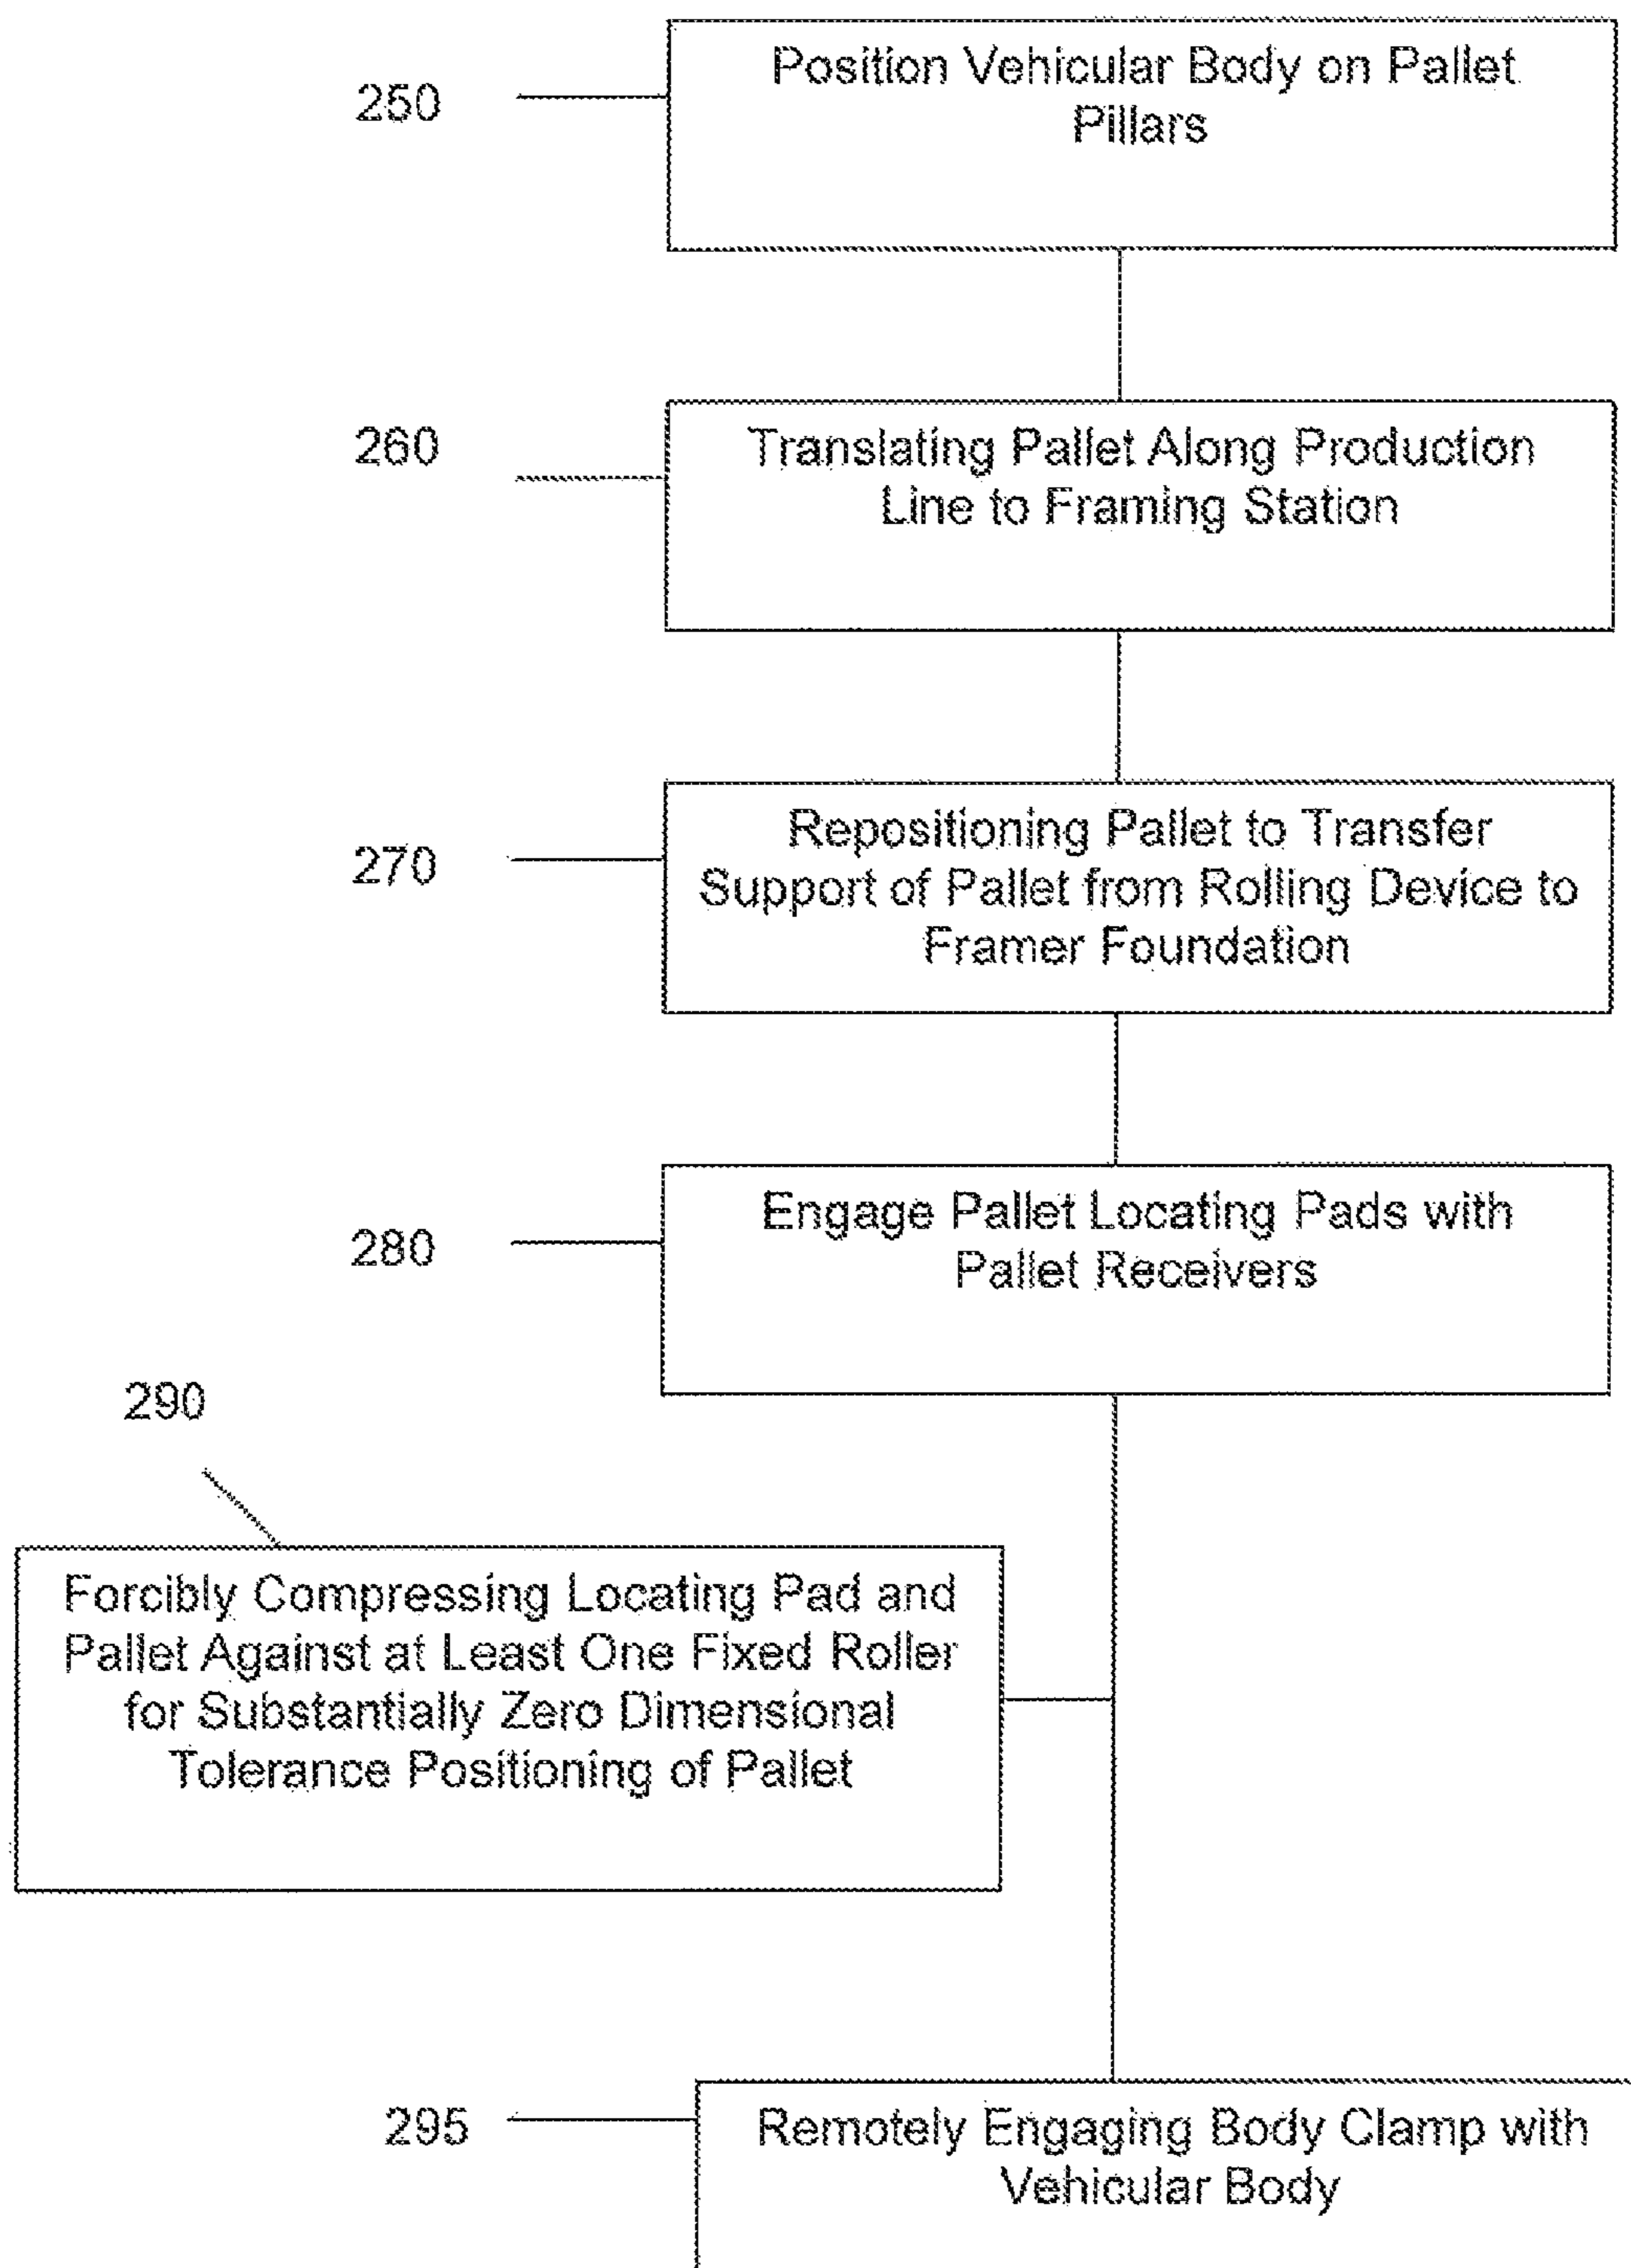 250
Position Vehicular Body on Pallet
Pillars
260
Translating Pallet Along Production
Line to Framing Station
270
Repositioning Pallet to Transfer
Support of Pallet from Rolling Device to
Framer Foundation
280
Engage Pallet Locating Pads with
Pallet Receivers
290
Forcibly Compressing Locating Pad and
Pallet Against at Least One Fixed Roller
for Substantially Zero Dimensional
Tolerance Positioning of Pallet
295
Remotely Engaging Body Clamp with
Vehicular Body